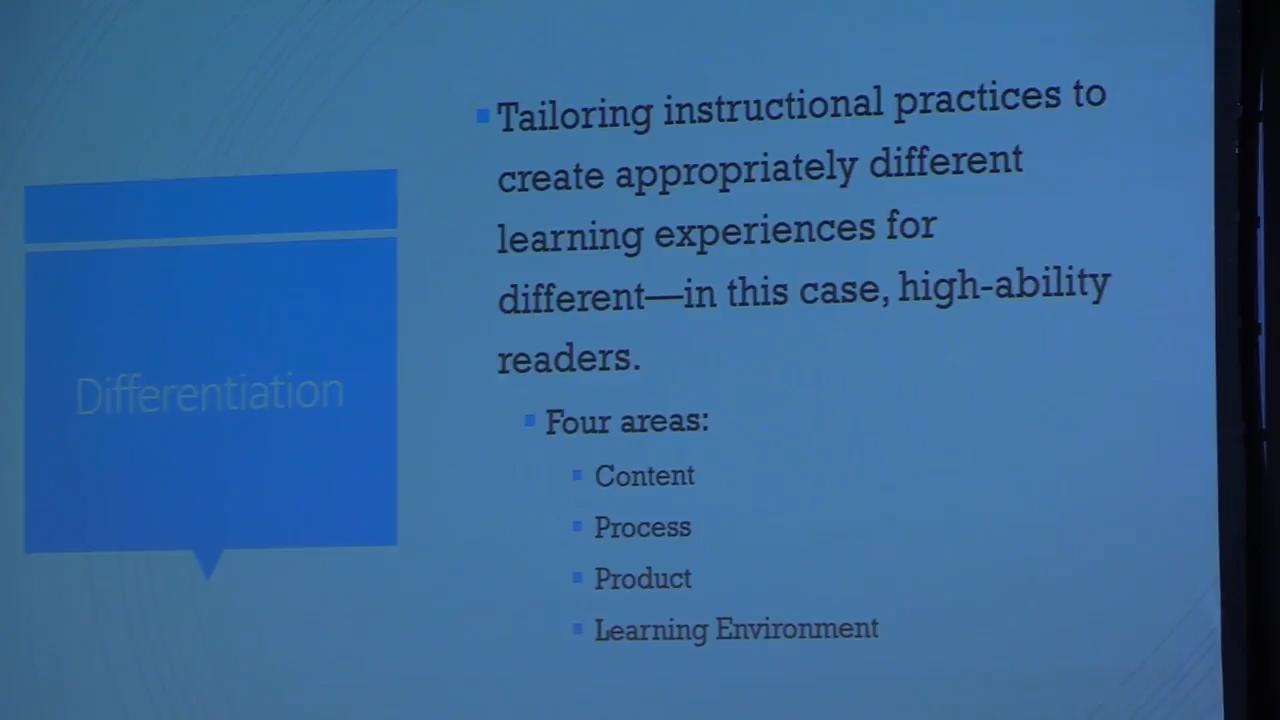 Differentiation
Tailoring instructional practices to
create appropriately different
learning experiences for
different—in this case, high-ability
readers.
Four areas:
Content
Process
Product
Learning Environment